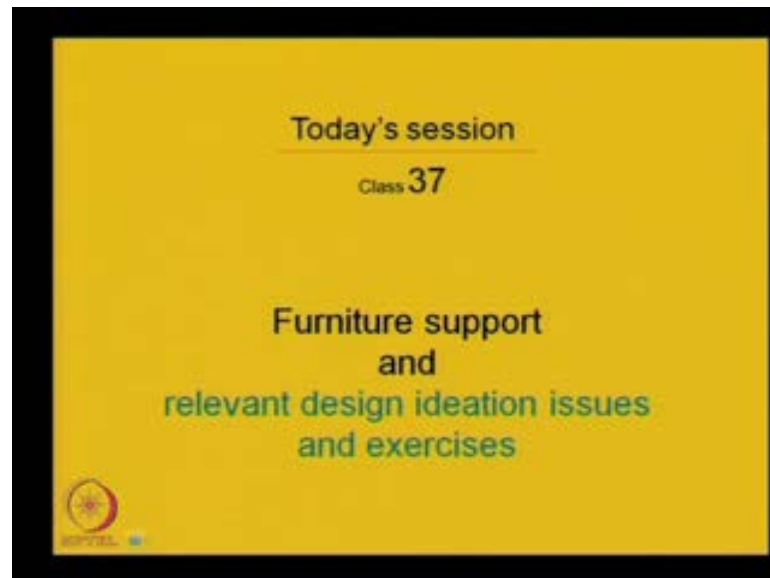 Today's session
Class 37
Furniture support
and
relevant design ideation issues
and exercises